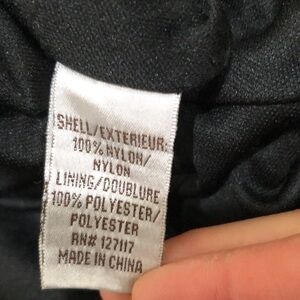 SHELL/EXTERIEUR:
100% NYLON/
NYLON
LINING/DOUBLURE
100% POLYESTER/
POLYESTER
RN# 127117
MADE IN CHINA